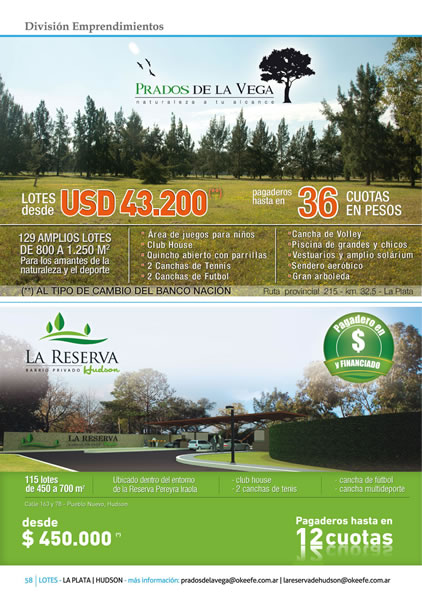 División Emprendimientos
PRADOS DE LA VEGA
naturaleza a tu alcance
LOTES
desde
USD 43.200 (**)
pagaderos
hasta en
36
CUOTAS
EN PESOS
129 AMPLIOS LOTES
DE 800 A 1.250 M²
Para los amantes de la
naturaleza y el deporte
Área de juegos para niños
Club House
Quincho abierto con parrillas
2 Canchas de Tennis
2 Canchas de Futbol
Cancha de Volley
Piscina de grandes y chicos
Vestuarios y amplio solárium
Sendero aeróbico
Gran arboleda
(**) AL TIPO DE CAMBIO DEL BANCO NACIÓN
Ruta provincial 215 - km. 32.5 - La Plata
LA RESERVA
BARRIO PRIVADO Hudson
Pagadero en
$
Y FINANCIADO
LA RESERVA
115 lotes
de 450 a 700 m²
Ubicado dentro del entorno
de la Reserva Pereyra Iraola
- club house
- 2 canchas de tenis
- cancha de futbol
- cancha multideporte
Calle 163 y 78 - Pueblo Nuevo, Hudson
desde
$ 450.000 (*)
Pagaderos hasta en
12 cuotas
58 | LOTES - LA PLATA | HUDSON - más información: pradosdelavega@okeefe.com.ar | lareservadehudson@okeefe.com.ar